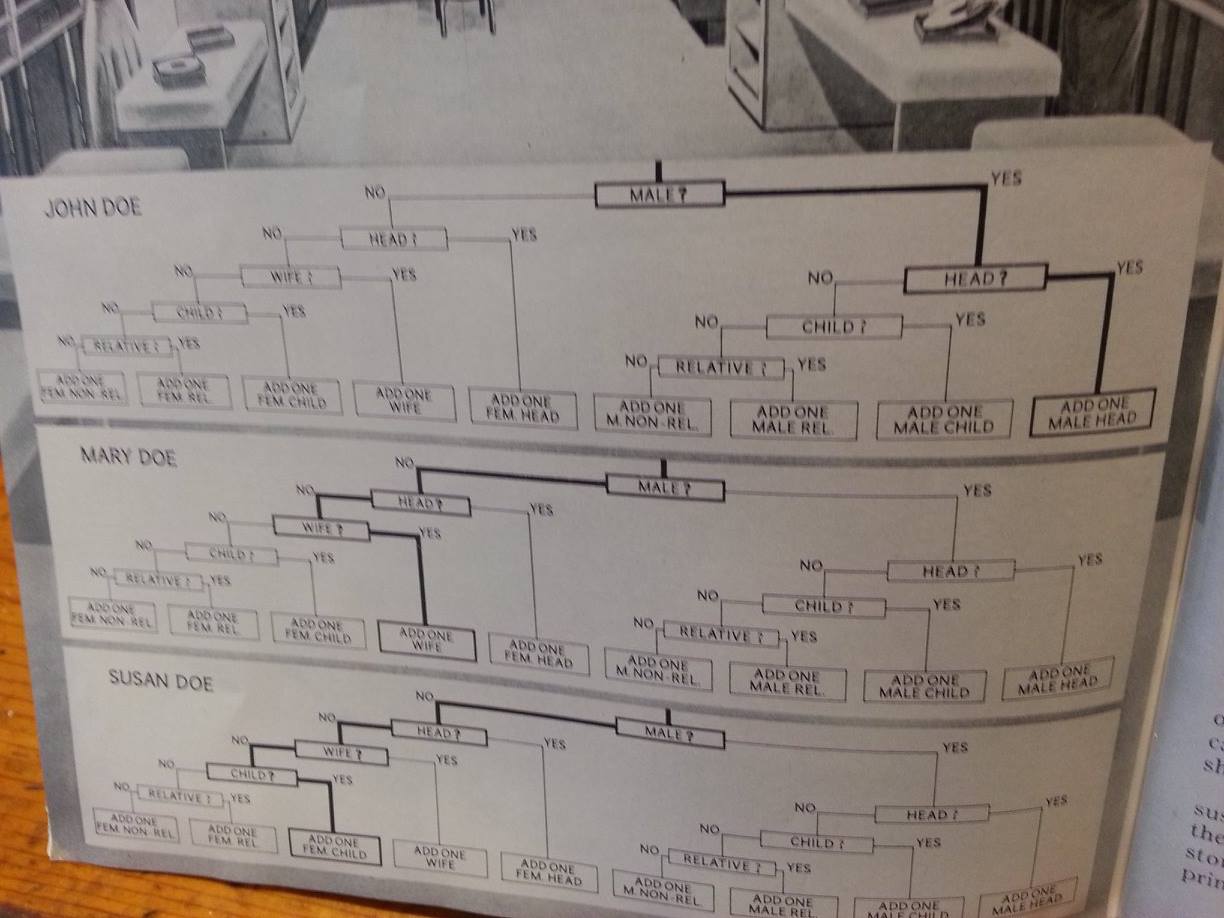 JOHN DOE
MALE?
NO
YES
HEAD?
NO
YES
WIFE?
NO
YES
CHILD?
NO
YES
RELATIVE?
NO
YES
HEAD?
NO
YES
CHILD?
NO
YES
RELATIVE?
NO
YES
ADD ONE
FEM. NON-REL.
ADD ONE
FEM. REL.
ADD ONE
FEM. CHILD
ADD ONE
WIFE
ADD ONE
FEM. HEAD
ADD ONE
M. NON-REL.
ADD ONE
MALE REL.
ADD ONE
MALE CHILD
ADD ONE
MALE HEAD
MARY DOE
MALE?
NO
YES
HEAD?
NO
YES
WIFE?
NO
YES
CHILD?
NO
YES
RELATIVE?
NO
YES
HEAD?
NO
YES
CHILD?
NO
YES
RELATIVE?
NO
YES
ADD ONE
FEM. NON-REL.
ADD ONE
FEM. REL.
ADD ONE
FEM. CHILD
ADD ONE
WIFE
ADD ONE
FEM. HEAD
ADD ONE
M. NON-REL.
ADD ONE
MALE REL.
ADD ONE
MALE CHILD
ADD ONE
MALE HEAD
SUSAN DOE
MALE?
NO
YES
HEAD?
NO
YES
WIFE?
NO
YES
CHILD?
NO
YES
RELATIVE?
NO
YES
HEAD?
NO
YES
CHILD?
NO
YES
RELATIVE?
NO
YES
ADD ONE
FEM. NON-REL.
ADD ONE
FEM. REL.
ADD ONE
FEM. CHILD
ADD ONE
WIFE
ADD ONE
FEM. HEAD
ADD ONE
M. NON-REL.
ADD ONE
MALE REL.
ADD ONE
MALE CHILD
ADD ONE
MALE HEAD